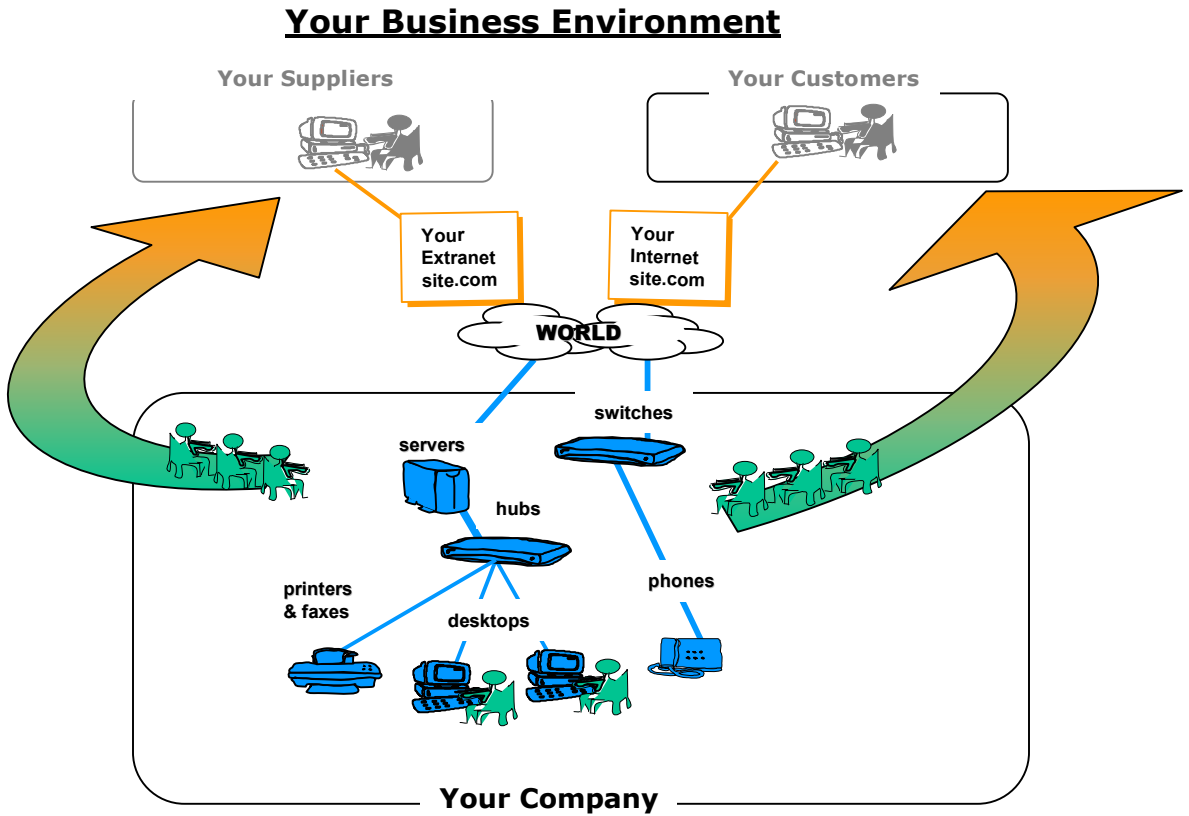 Your Business Environment
Your Suppliers
Your Customers
Your
Extranet
site.com
Your
Internet
site.com
WORLD
switches
servers
hubs
printers
& faxes
desktops
phones
Your Company